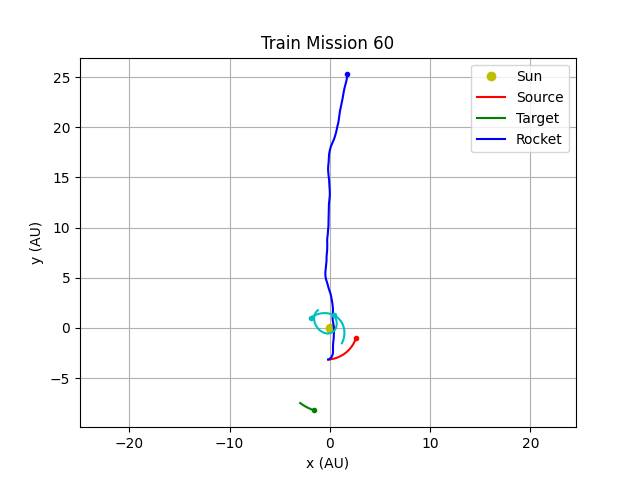 Train Mission 60
Sun
Source
Target
Rocket
y (AU)
25
20
15
10
5
0
−5
−20
−10
0
10
20
x (AU)